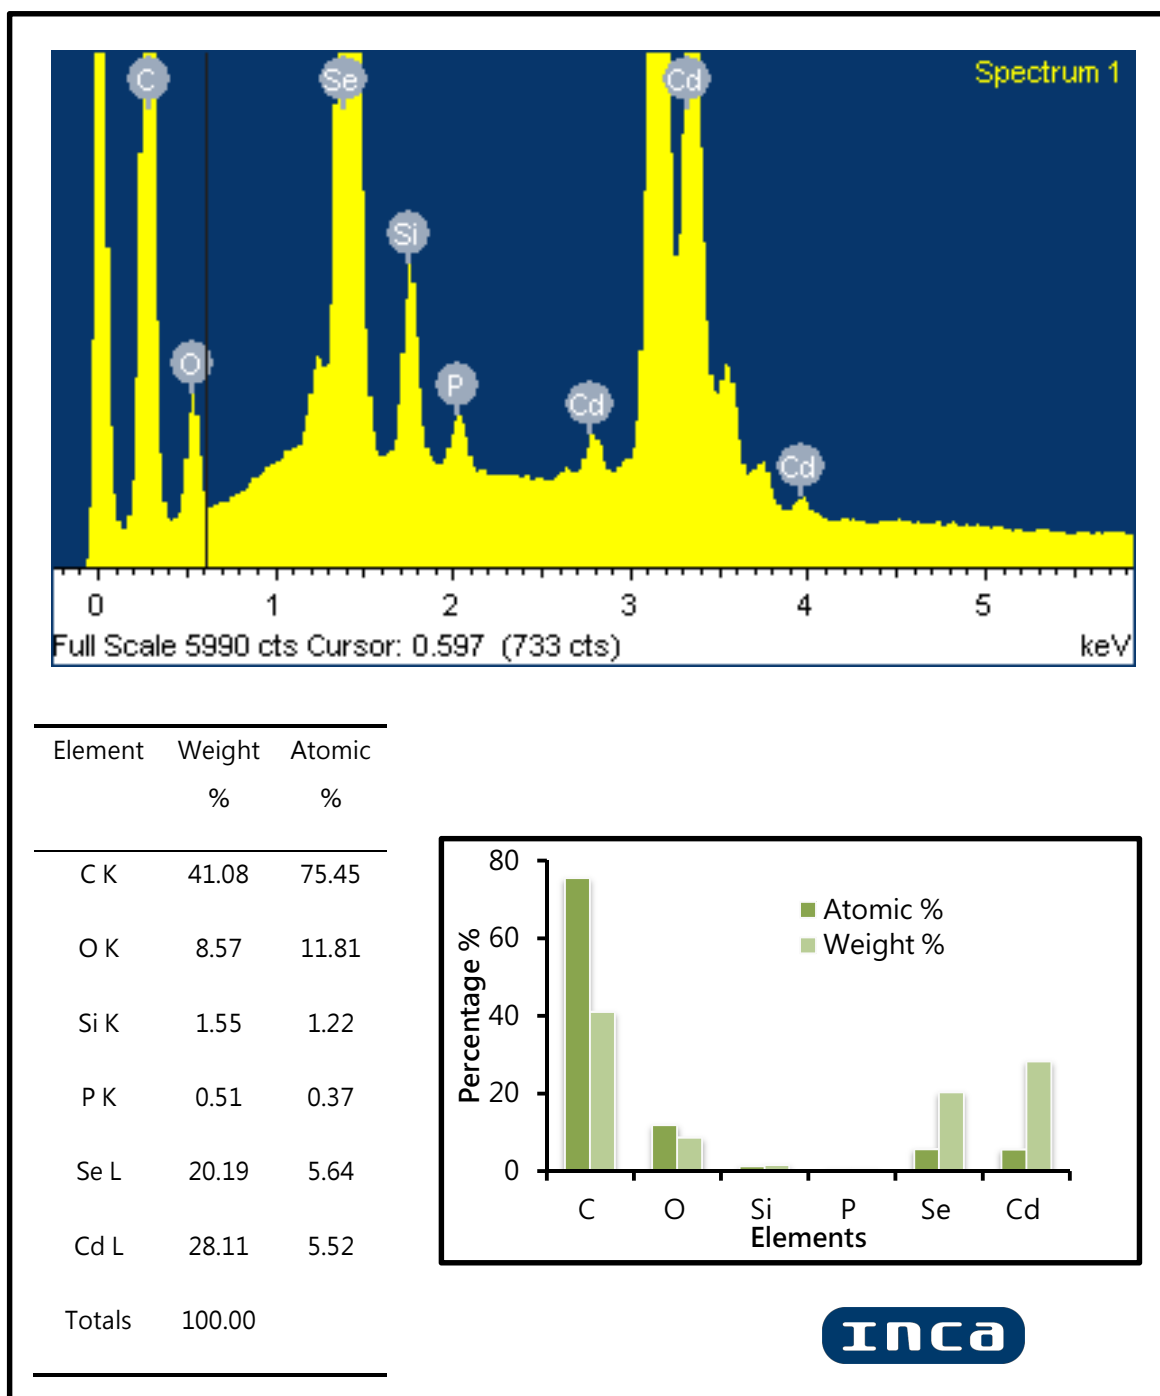 Spectrum 1
C
Se
Cd
Si
O
P
Cd
Cd
0 1 2 3 4 5
Full Scale 5990 cts Cursor: 0.597 (733 cts) keV
Element Weight Atomic
% %
C K 41.08 75.45
O K 8.57 11.81
Si K 1.55 1.22
P K 0.51 0.37
Se L 20.19 5.64
Cd L 28.11 5.52
Totals 100.00
80
60
40
20
0
Percentage %
Atomic %
Weight %
C O Si P Se Cd
Elements
INCA